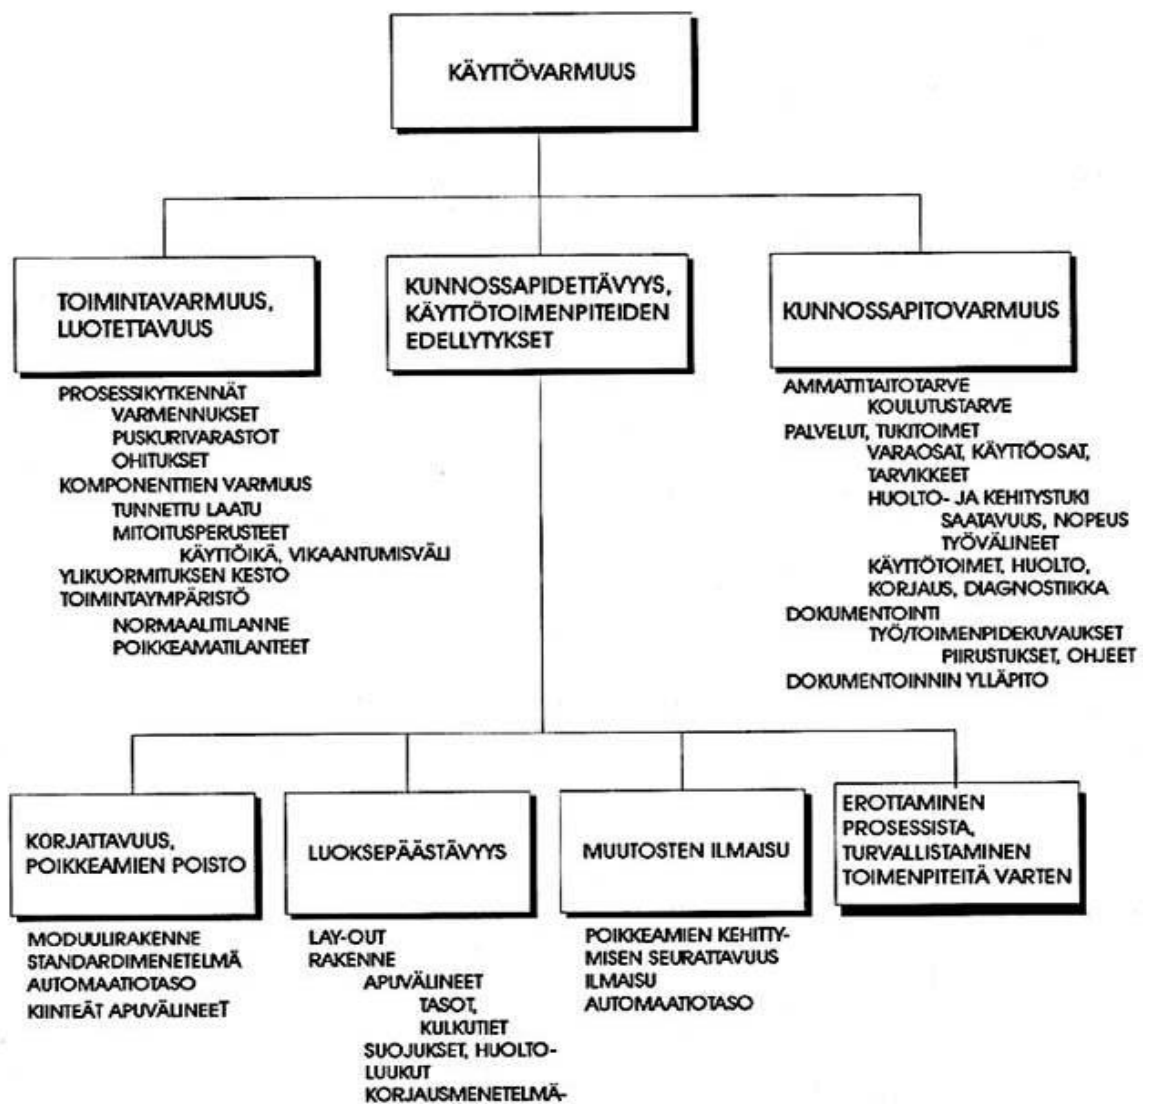 KÄYTTÖVARMUUS
TOIMINTAVARMUUS,
LUOTETTAVUUS
PROSESSIKYTKENNÄT
VARMENNUKSET
PUSKURIVARASTOT
OHITUKSET
KOMPONENTTIEN VARMUUS
TUNNETTU LAATU
MITOITUSPERUSTEET
KÄYTTÖIKÄ, VIKAANTUMISVÄLI
YLIKUORMITUKSEN KESTO
TOIMINTAYMPÄRISTÖ
NORMAALITILANNE
POIKKEAMATILANTEET
KUNNOSSAPIDETTÄVYYS,
KÄYTTÖTOIMENPITEIDEN
EDELLYTYKSET
KUNNOSSAPITOVARMUUS
AMMATTITAITOTARVE
KOULUTUSTARVE
PALVELUT, TUKITOIMET
VARAOSAT, KÄYTTÖOSAT,
TARVIKKEET
HUOLTO- JA KEHITYSTUKI
SAATAVUUS, NOPEUS
TYÖVÄLINEET
KÄYTTÖTOIMET, HUOLTO,
KORJAUS, DIAGNOSTIIKKA
DOKUMENTOINTI
TYÖ/TOIMENPIDEKUVAUKSET
PIIRUSTUKSET, OHJEET
DOKUMENTOINNIN YLLÄPITO
KORJATTAVUUS,
POIKKEAMIEN POISTO
MODUULIRAKENNE
STANDARDIMENETELMÄ
AUTOMAATIOTASO
KIINTEÄT APUVÄLINEET
LUOKSEPÄÄSTÄVYYS
LAY-OUT
RAKENNE
APUVÄLINEET
TASOT,
KULKUTIET
SUOJUKSET, HUOLTO-
LUUKUT
KORJAUSMENETELMÄ-
MUUTOSTEN ILMAISU
POIKKEAMIEN KEHITTY-
MISEN SEURATTAVUUS
ILMAISU
AUTOMAATIOTASO
EROTTAMINEN
PROSESSISTA,
TURVALLISTAMINEN
TOIMENPITEITÄ VARTEN